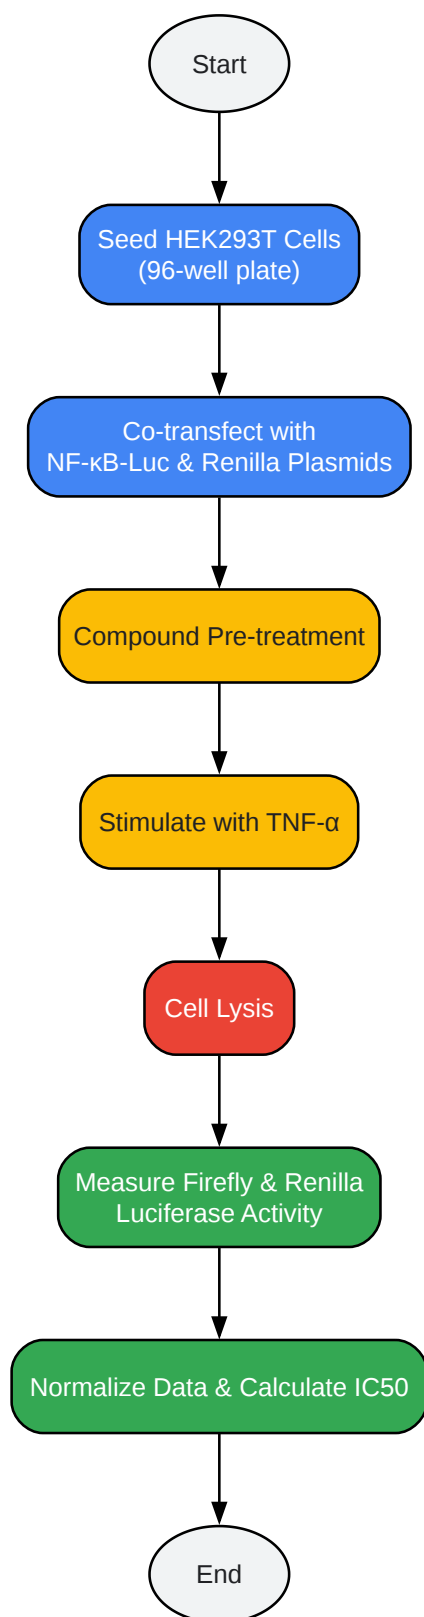 Start
Seed HEK293T Cells
(96-well plate)
Co-transfect with
NF-κB-Luc & Renilla Plasmids
Compound Pre-treatment
Stimulate with TNF-α
Cell Lysis
Measure Firefly & Renilla
Luciferase Activity
Normalize Data & Calculate IC50
End